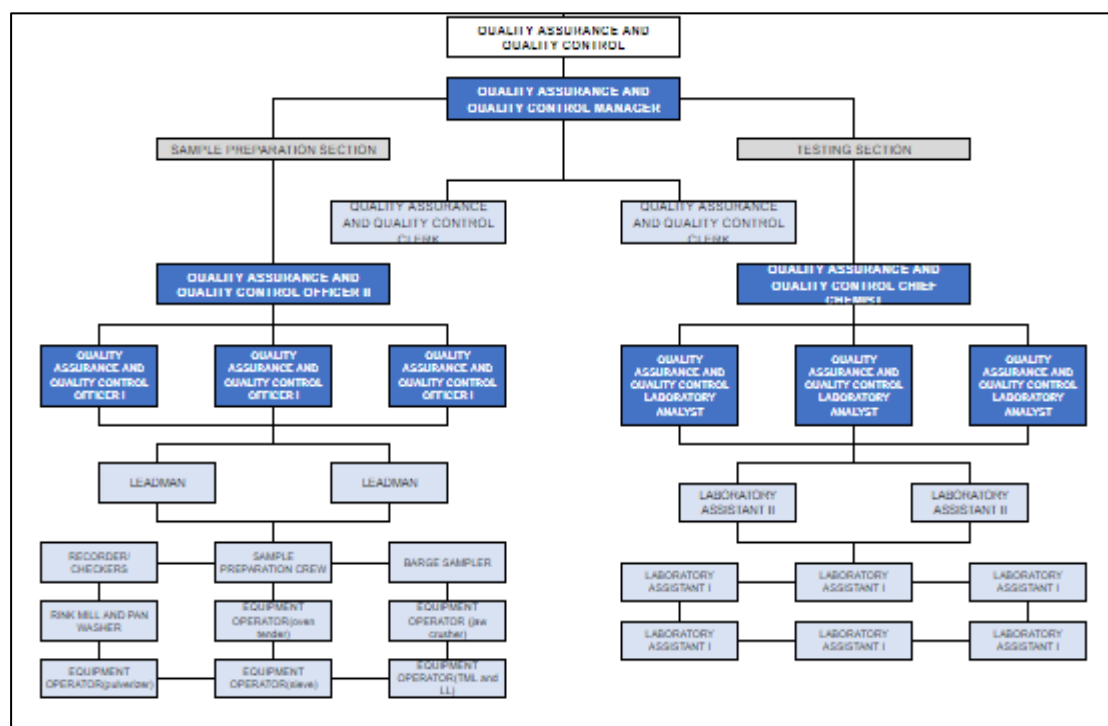 QUALITY ASSURANCE AND
QUALITY CONTROL
QUALITY ASSURANCE AND
QUALITY CONTROL MANAGER
SAMPLE PREPARATION SECTION
TESTING SECTION
QUALITY ASSURANCE
AND QUALITY CONTROL
CLERK
QUALITY ASSURANCE
AND QUALITY CONTROL
CLERK
QUALITY ASSURANCE AND
QUALITY CONTROL OFFICER II
QUALITY ASSURANCE AND
QUALITY CONTROL CHIEF
CHEMIST
QUALITY
ASSURANCE AND
QUALITY CONTROL
OFFICER I
QUALITY
ASSURANCE AND
QUALITY CONTROL
OFFICER I
QUALITY
ASSURANCE AND
QUALITY CONTROL
OFFICER I
QUALITY
ASSURANCE AND
QUALITY CONTROL
LABORATORY
ANALYST
QUALITY
ASSURANCE AND
QUALITY CONTROL
LABORATORY
ANALYST
QUALITY
ASSURANCE AND
QUALITY CONTROL
LABORATORY
ANALYST
LEADMAN
LEADMAN
LABORATORY
ASSISTANT II
LABORATORY
ASSISTANT II
RECORDER/
CHECKERS
SAMPLE
PREPARATION CREW
BARGE SAMPLER
LABORATORY
ASSISTANT I
LABORATORY
ASSISTANT I
LABORATORY
ASSISTANT I
RINK MILL AND PAN
WASHER
EQUIPMENT
OPERATOR(oven
tender)
EQUIPMENT
OPERATOR (jaw
crusher)
LABORATORY
ASSISTANT I
LABORATORY
ASSISTANT I
LABORATORY
ASSISTANT I
EQUIPMENT
OPERATOR(pulverizer)
EQUIPMENT
OPERATOR(sieve)
EQUIPMENT
OPERATOR(TML and
LL)